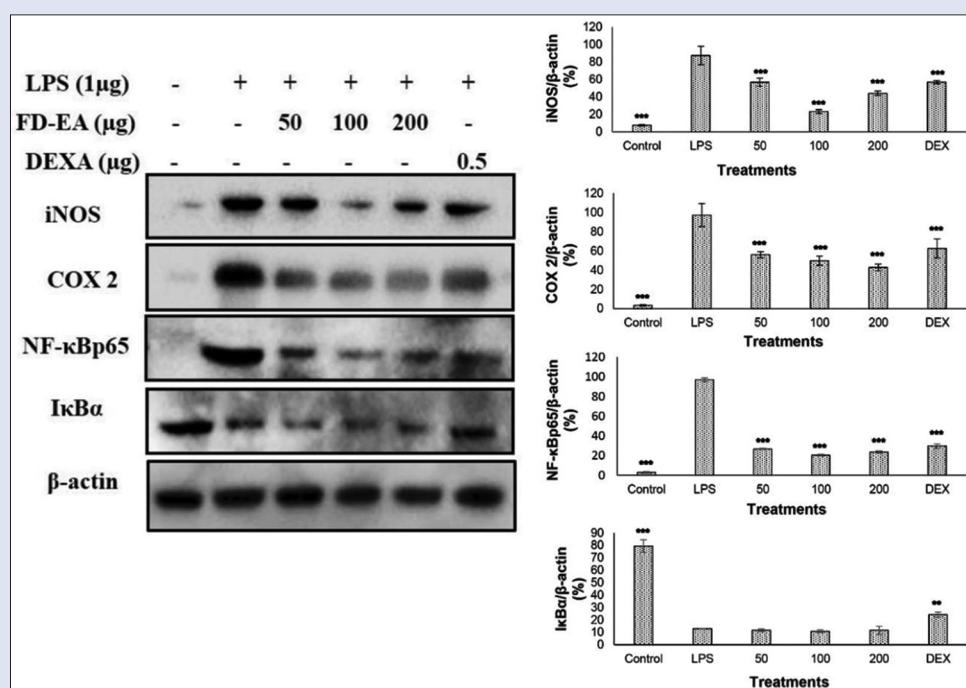 LPS (1µg) - + + + + +
FD-EA (µg) - - 50 100 200 -
DEXA (µg) - - - - - 0.5
iNOS
COX 2
NF-κBp65
IκBα
β-actin
iNOS/β-actin
(%)
120
100
80
60
40
20
0
*** *** *** *** ***
Control LPS 50 100 200 DEX
Treatments
COX 2/β-actin
(%)
120
100
80
60
40
20
0
*** *** *** *** ***
Control LPS 50 100 200 DEX
Treatments
NF-κBp65/β-actin
(%)
120
100
80
60
40
20
0
*** *** *** *** ***
Control LPS 50 100 200 DEX
Treatments
IκBα/β-actin
(%)
90
80
70
60
50
40
30
20
10
0
*** **
Control LPS 50 100 200 DEX
Treatments